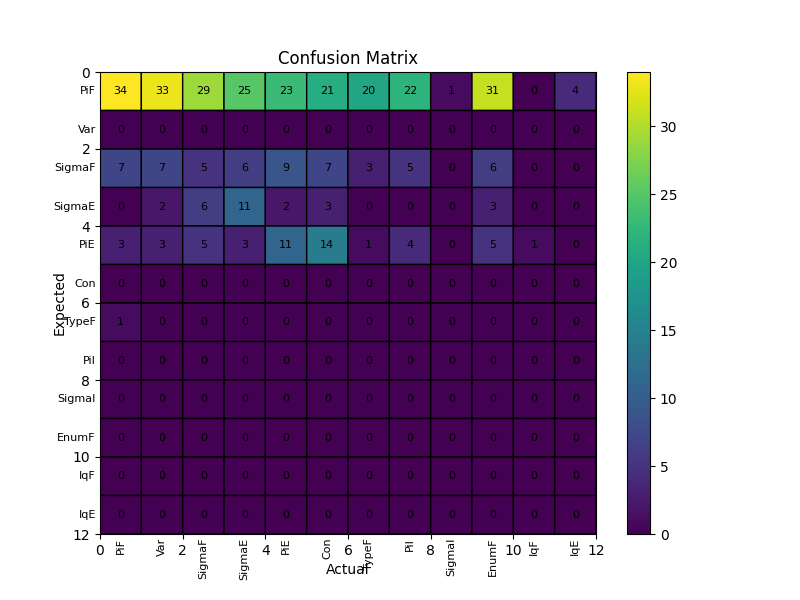 Confusion Matrix
0
PiF 34 33 29 25 23 21 20 22 1 31 0 4
Var 0 0 0 0 0 0 0 0 0 0 0 0
2
SigmaF 7 7 5 6 9 7 3 5 0 6 0 0
SigmaE 0 2 6 11 2 3 0 0 0 3 0 0
4
PiE 3 3 5 3 11 14 1 4 0 5 1 0
Con 0 0 0 0 0 0 0 0 0 0 0 0
6
Expected
TypeF 1 0 0 0 0 0 0 0 0 0 0 0
PiI 0 0 0 0 0 0 0 0 0 0 0 0
8
SigmaI 0 0 0 0 0 0 0 0 0 0 0 0
EnumF 0 0 0 0 0 0 0 0 0 0 0 0
10
IqF 0 0 0 0 0 0 0 0 0 0 0 0
IqE 0 0 0 0 0 0 0 0 0 0 0 0
12
0 2 4 6 8 10 12
PiF Var SigmaF SigmaE PiE Con TypeF PiI SigmaI EnumF IqF IqE
Actual
30
25
20
15
10
5
0